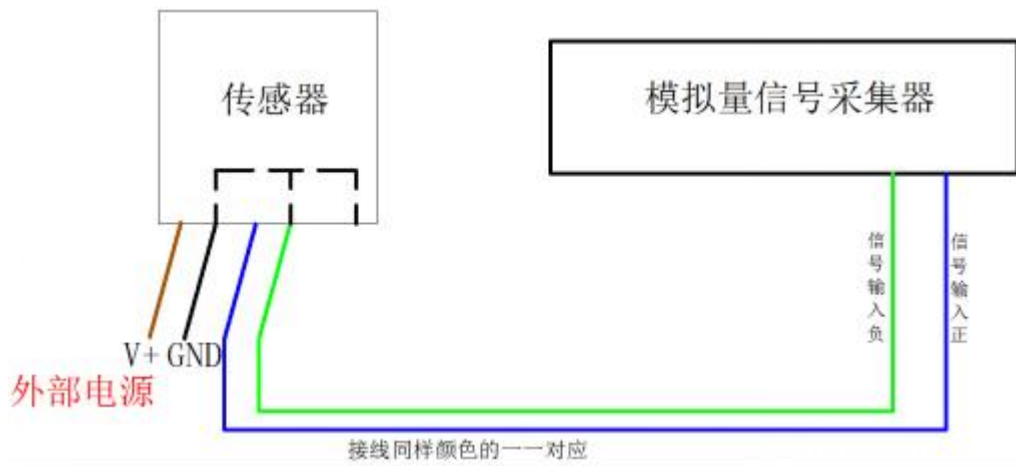 传感器
模拟量信号采集器
信号输入负
信号输入正
V+ GND
外部电源
接线同样颜色的一一对应